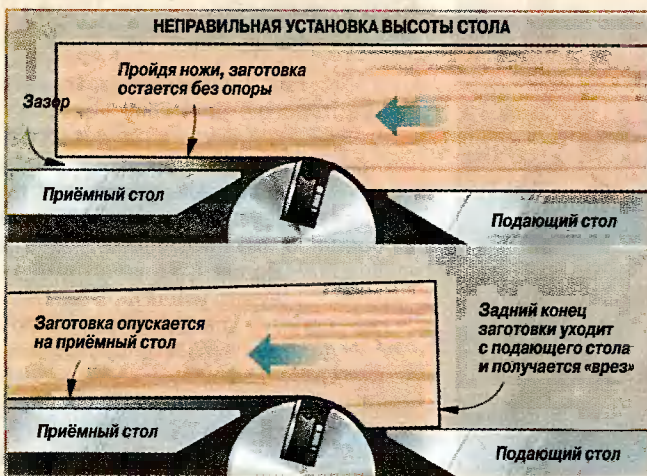 НЕПРАВИЛЬНАЯ УСТАНОВКА ВЫСОТЫ СТОЛА
Пройдя ножи, заготовка
остается без опоры
Зазор
Приёмный стол
Подающий стол
Заготовка опускается
на приёмный стол
Задний конец
заготовки уходит
с подающего стола
и получается «врез»
Приёмный стол
Подающий стол